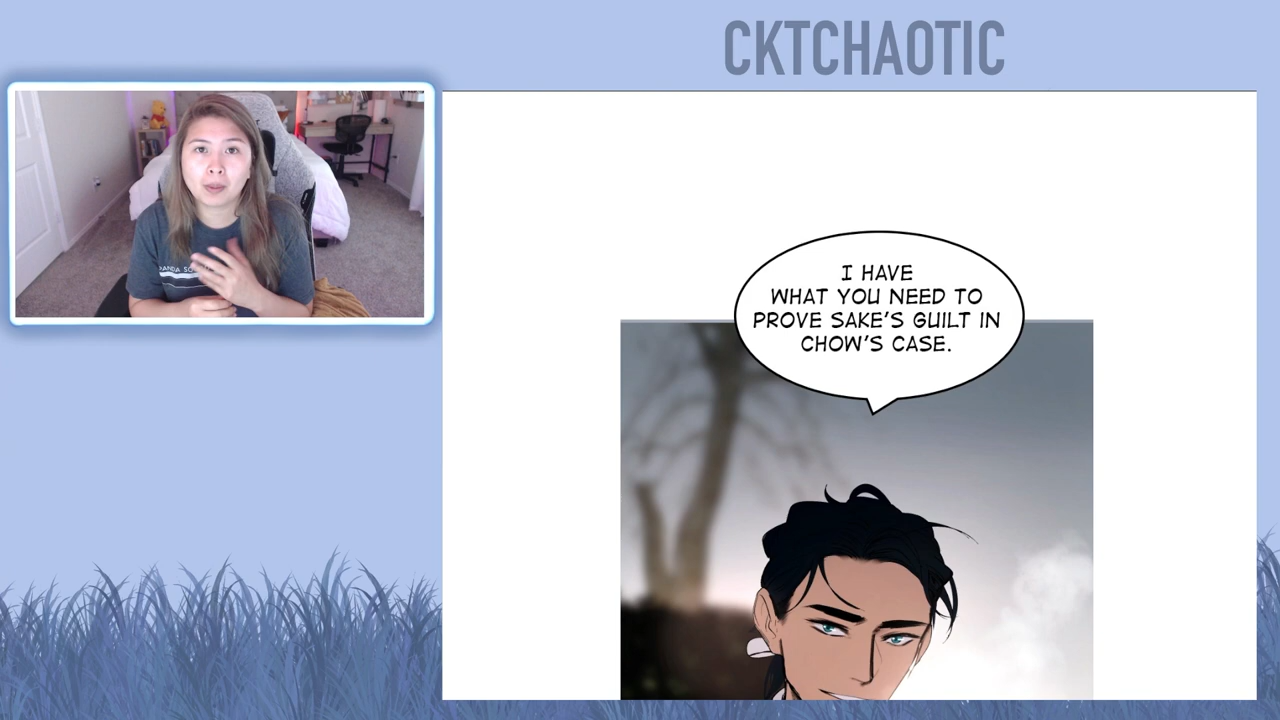 CKTCHAOTIC
I HAVE
WHAT YOU NEED TO
PROVE SAKE'S GUILT IN
CHOW'S CASE.